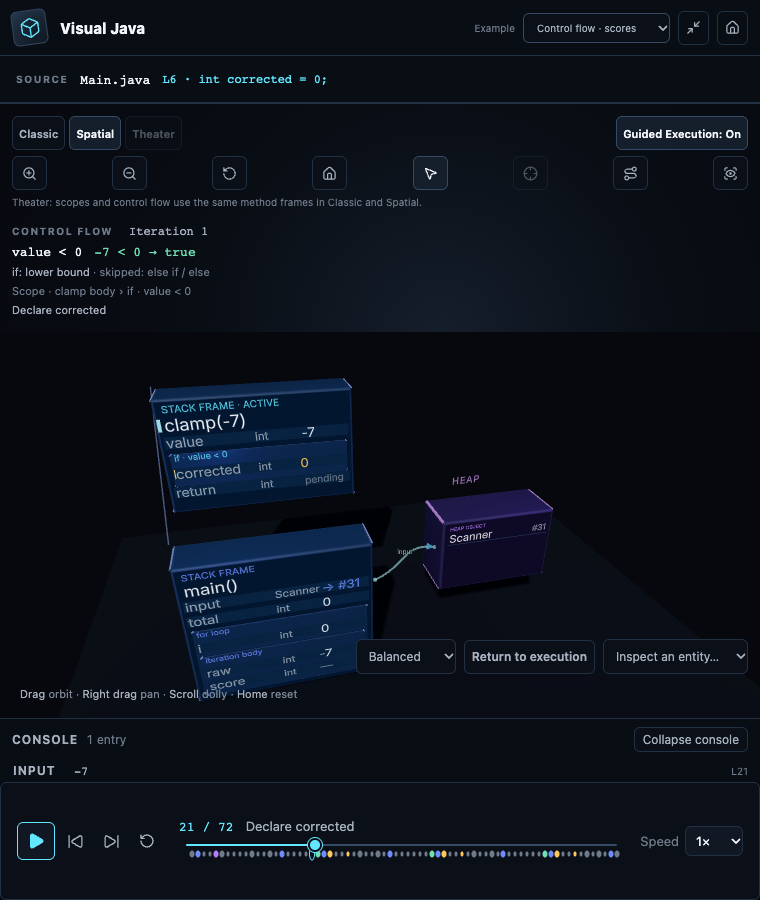 Visual Java
Example
Control flow · scores
SOURCE Main.java L6 · int corrected = 0;
Classic
Spatial
Theater
Guided Execution: On
Theater: scopes and control flow use the same method frames in Classic and Spatial.
CONTROL FLOW Iteration 1
value < 0 -7 < 0 → true
if: lower bound · skipped: else if / else
Scope · clamp body › if · value < 0
Declare corrected
STACK FRAME · ACTIVE
clamp(-7)
value int -7
if · value < 0
corrected int 0
return int pending
HEAP
HEAP OBJECT
Scanner #31
input
STACK FRAME
main()
input Scanner → #31
total int 0
for loop
i int 0
iteration body
raw int -7
score int —
Balanced
Return to execution
Inspect an entity...
Drag orbit · Right drag pan · Scroll dolly · Home reset
CONSOLE 1 entry
Collapse console
INPUT -7 L21
21 / 72 Declare corrected
Speed 1×